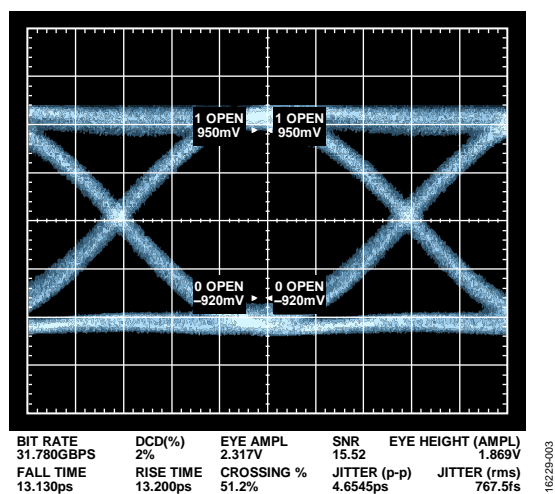 1 OPEN 1 OPEN
950mV 950mV
0 OPEN 0 OPEN
–920mV –920mV
BIT RATE DCD(%) EYE AMPL SNR EYE HEIGHT (AMPL)
31.780GBPS 2% 2.317V 15.52 1.869V
FALL TIME RISE TIME CROSSING % JITTER (p-p) JITTER (rms)
13.130ps 13.200ps 51.2% 4.6545ps 767.5fs
16229-003